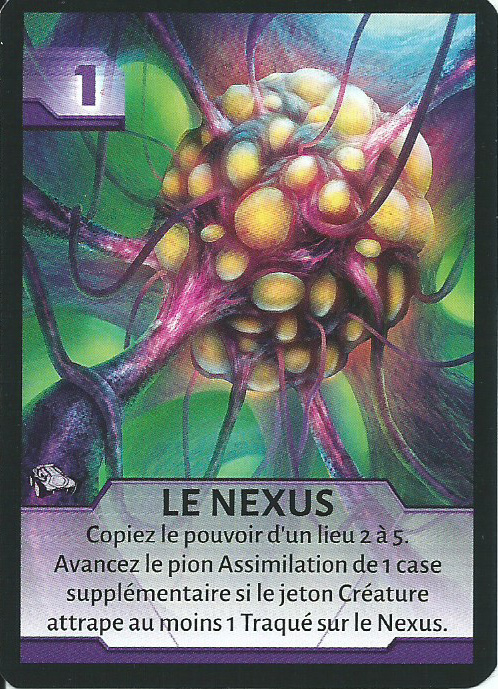 1
LE NEXUS
Copiez le pouvoir d'un lieu 2 à 5.
Avancez le pion Assimilation de 1 case
supplémentaire si le jeton Créature
attrape au moins 1 Traqué sur le Nexus.